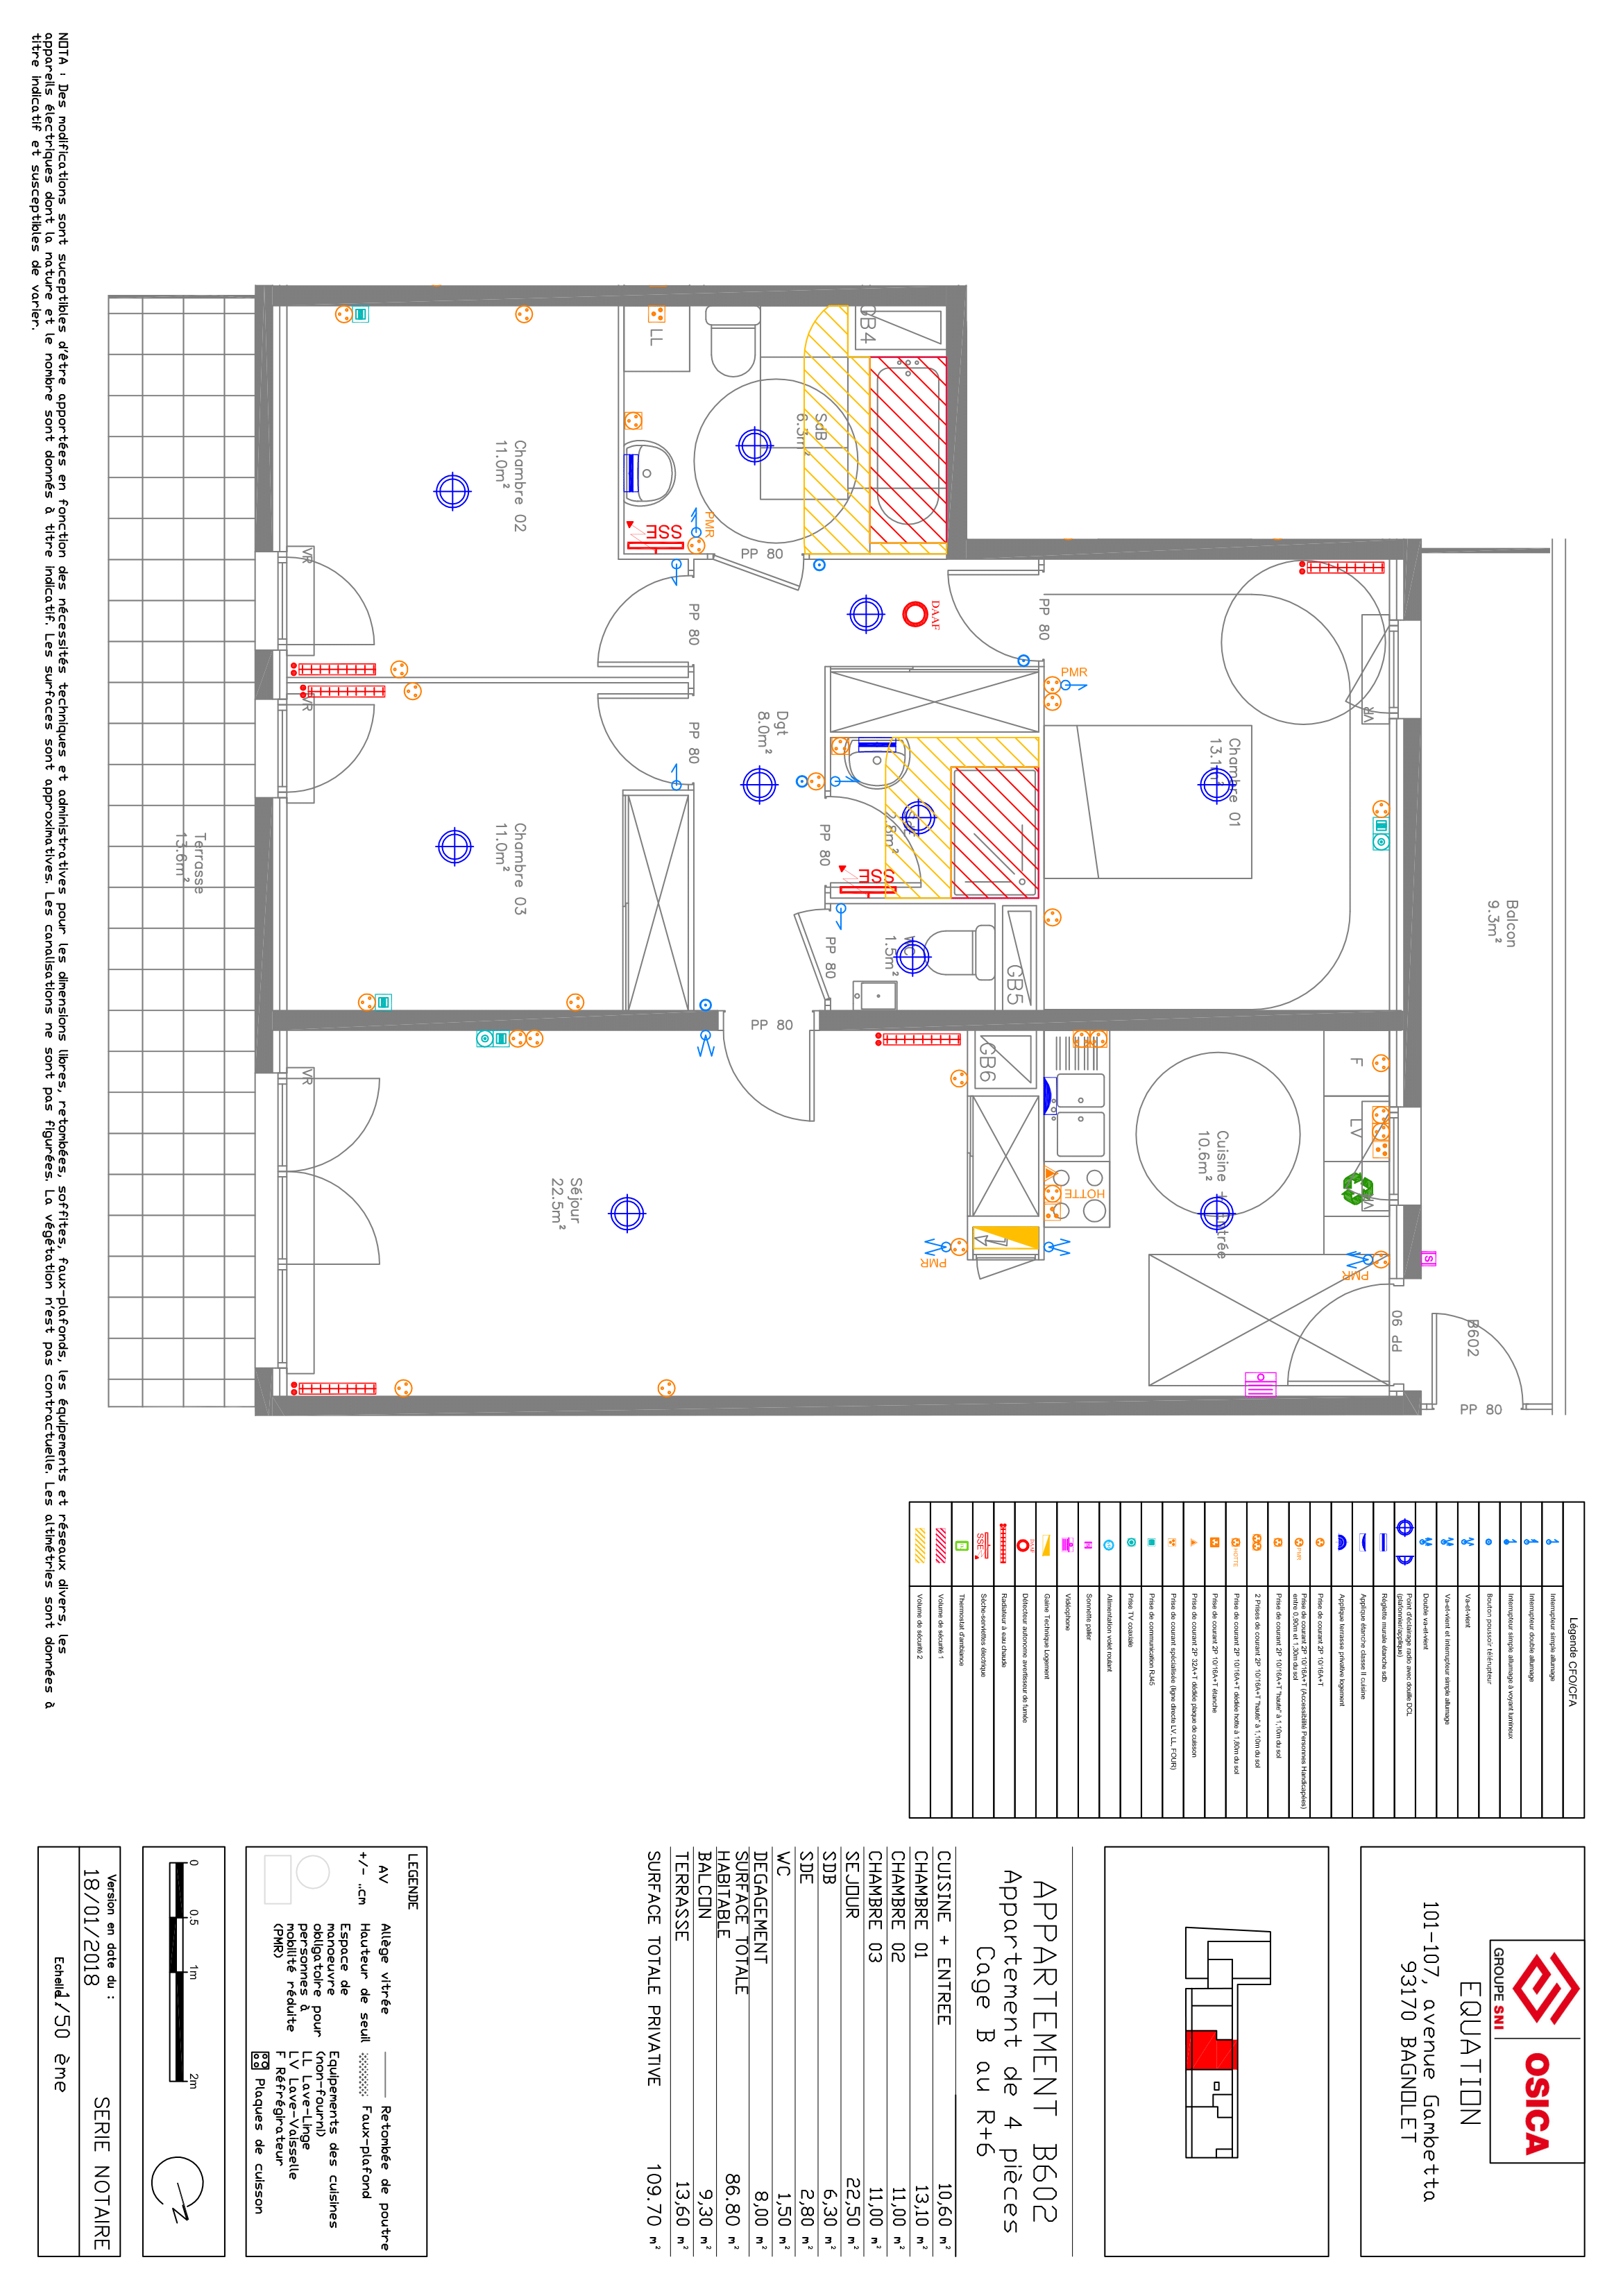 GROUPE SNI
OSICA
EQUATION
101-107, avenue Gambetta
93170 BAGNOLET
APPARTEMENT B602
Appartement de 4 pièces
Cage B au R+6
CUISINE + ENTREE 10,60 m²
CHAMBRE 01 13,10 m²
CHAMBRE 02 11,00 m²
CHAMBRE 03 11,00 m²
SEJOUR 22,50 m²
SDB 6,30 m²
SDE 2,80 m²
WC 1,50 m²
DEGAGEMENT 8,00 m²
SURFACE TOTALE
HABITABLE 86.80 m²
BALCON 9,30 m²
TERRASSE 13,60 m²
SURFACE TOTALE PRIVATIVE 109.70 m²
LEGENDE
AV Allège vitrée
+/- ..cm Hauteur de seuil
Espace de
manoeuvre
obligatoire pour
personnes à
mobilité réduite
(PMR)
Retombée de poutre
Faux-plafond
Equipements des cuisines
(non-fourni)
LL Lave-Linge
LV Lave-Vaisselle
F Réfrigérateur
Plaques de cuisson
0 0.5 1m 2m
Version en date du :
18/01/2018
SERIE NOTAIRE
Echelle 1/50 ème
Légende CFO/CFA
Interrupteur simple allumage
Interrupteur double allumage
Interrupteur simple allumage à voyant lumineux
Bouton poussoir télérupteur
Va-et-vient
Va-et-vient et interrupteur simple allumage
Double va-et-vient
Point d'éclairage radio avec douille DCL
(plafonnier/applique)
Réglette murale étanche sdb
Applique étanche classe II cuisine
Applique terrasse privative logement
Prise de courant 2P 10/16A+T
PMR
Prise de courant 2P 10/16A+T (Accessibilité Personnes Handicapées)
entre 0,90m et 1,30m du sol
Prise de courant 2P 10/16A+T "haute" à 1,10m du sol
2 Prises de courant 2P 10/16A+T "haute" à 1,10m du sol
HOTTE
Prise de courant 2P 10/16A+T dédiée hotte à 1,80m du sol
Prise de courant 2P 10/16A+T étanche
Prise de courant 2P 32A+T dédiée plaque de cuisson
Prise de courant spécialisée (ligne directe LV, LL, FOUR)
Prise de communication RJ45
Prise TV coaxiale
Alimentation volet roulant
Sonnette palier
Vidéophone
Gaine Technique Logement
DAAF
Détecteur autonome avertisseur de fumée
Radiateur à eau chaude
SSE
Sèche-serviettes électrique
Thermostat d'ambiance
Volume de sécurité 1
Volume de sécurité 2
Balcon
9.3m²
B602
PP 80
PP 90
S
VR
VR
F
LV
PMR
Cuisine + Entrée
10.6m²
HOTTE
Chambre 01
13.1m²
PP 80
PMR
GB4
GB5
GB6
PMR
DAAF
SdB
6.3m²
PP 80
PMR
SSE
LL
2.8m²
PP 80
SSE
WC
1.5m²
PP 80
Dgt
8.0m²
PP 80
PP 80
PP 80
Séjour
22.5m²
Chambre 02
11.0m²
Chambre 03
11.0m²
VR
VR
VR
Terrasse
13.6m²
NOTA : Des modifications sont suceptibles d'être apportées en fonction des nécessités techniques et administratives pour les dimensions libres, retombées, soffites, faux-plafonds, les équipements et réseaux divers, les
appareils électriques dont la nature et le nombre sont donnés à titre indicatif. Les surfaces sont approximatives. Les canalisations ne sont pas figurées. La végétation n'est pas contractuelle. Les altimétries sont données à
titre indicatif et susceptibles de varier.